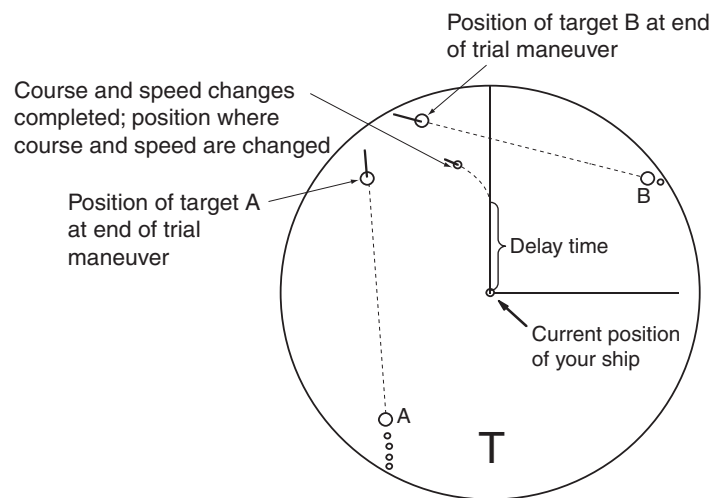 Position of target B at end
of trial maneuver
Course and speed changes
completed; position where
course and speed are changed
Position of target A
at end of trial
maneuver
B
Delay time
Current position
of your ship
A
T